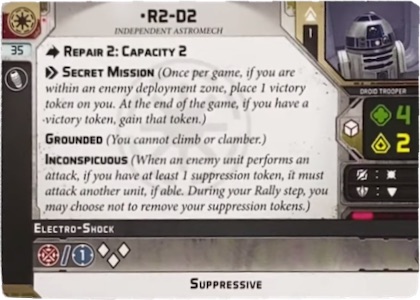 •R2-D2
INDEPENDENT ASTROMECH
35
1
REPAIR 2: CAPACITY 2
SECRET MISSION (Once per game, if you are
within an enemy deployment zone, place 1 victory
token on you. At the end of the game, if you have a
victory token, gain that token.)
GROUNDED (You cannot climb or clamber.)
INCONSPICUOUS (When an enemy unit performs an
attack, if you have at least 1 suppression token, it must
attack another unit, if able. During your Rally step, you
may choose not to remove your suppression tokens.)
DROID TROOPER
4
2
ELECTRO-SHOCK
/ 1
SUPPRESSIVE